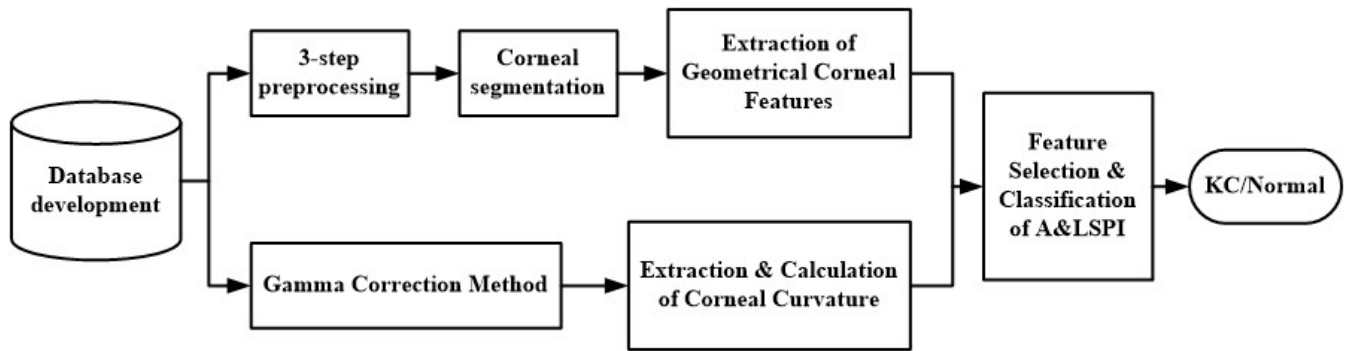 Database
development
3-step
preprocessing
Corneal
segmentation
Extraction of
Geometrical Corneal
Features
Gamma Correction Method
Extraction & Calculation
of Corneal Curvature
Feature
Selection &
Classification
of A&LSPI
KC/Normal